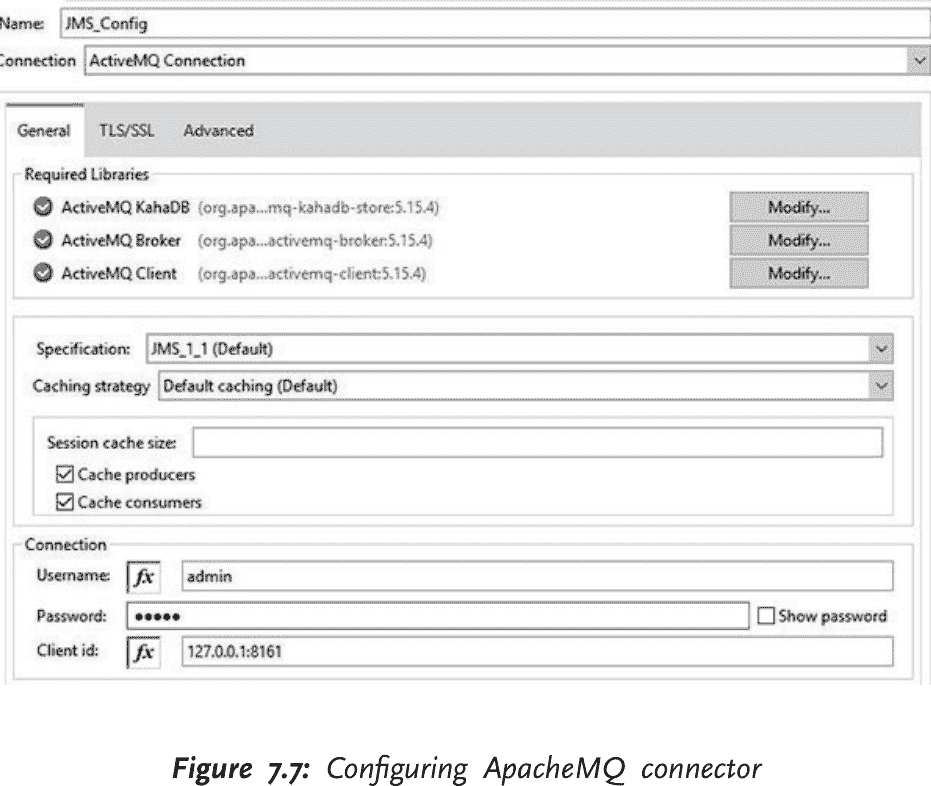 Name: JMS_Config
Connection ActiveMQ Connection
General TLS/SSL Advanced
Required Libraries
ActiveMQ KahaDB (org.apa...mq-kahadb-store:5.15.4) Modify...
ActiveMQ Broker (org.apa...activemq-broker:5.15.4) Modify...
ActiveMQ Client (org.apa...activemq-client:5.15.4) Modify...
Specification: JMS_1_1 (Default)
Caching strategy Default caching (Default)
Session cache size:
Cache producers
Cache consumers
Connection
Username: fx admin
Password: ●●●●● Show password
Client id: fx 127.0.0.1:8161
Figure 7.7: Configuring ApacheMQ connector